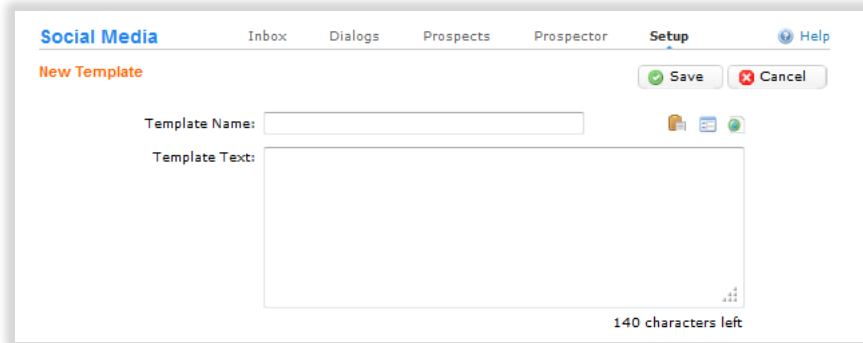 Social Media Inbox Dialogs Prospects Prospector Setup Help
New Template Save Cancel
Template Name:
Template Text:
140 characters left